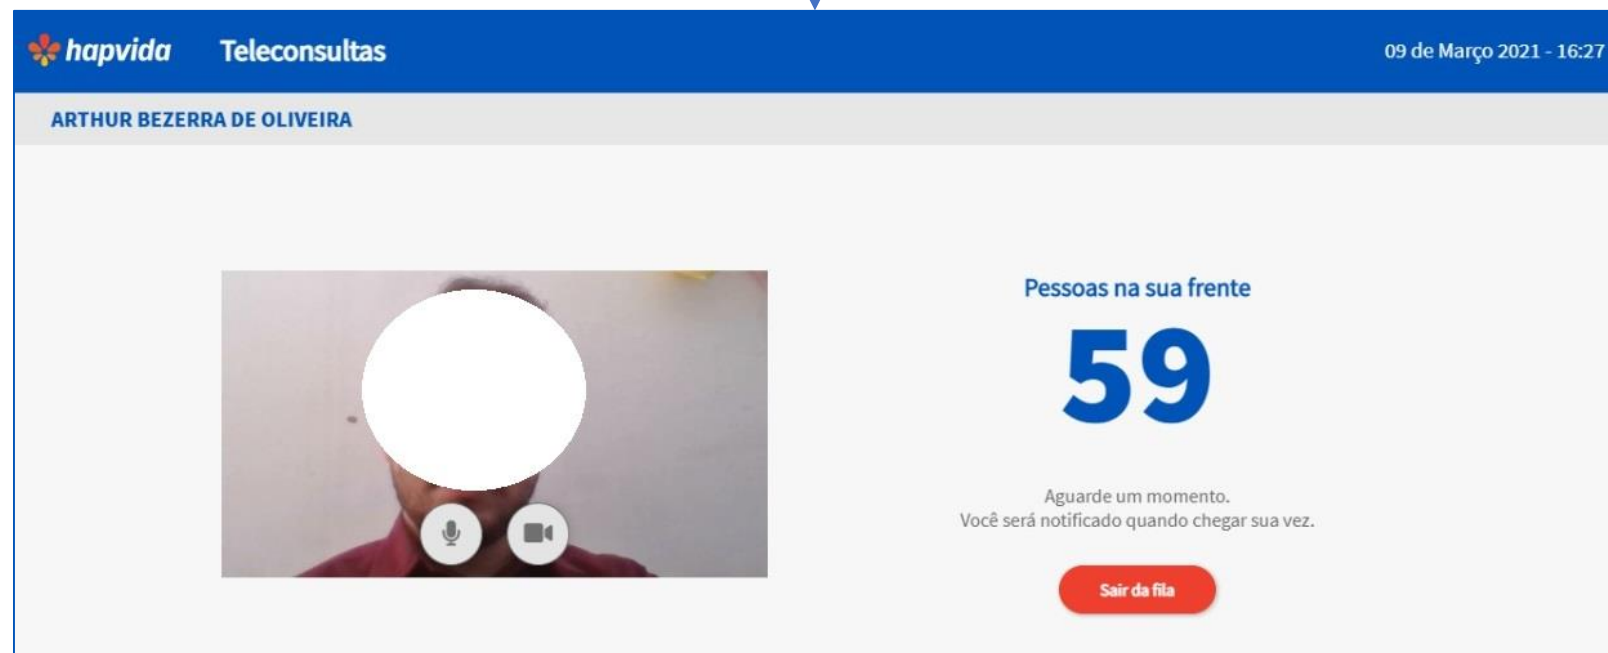 hapvida Teleconsultas 09 de Março 2021 - 16:27
ARTHUR BEZERRA DE OLIVEIRA
Pessoas na sua frente
59
Aguarde um momento.
Você será notificado quando chegar sua vez.
Sair da fila